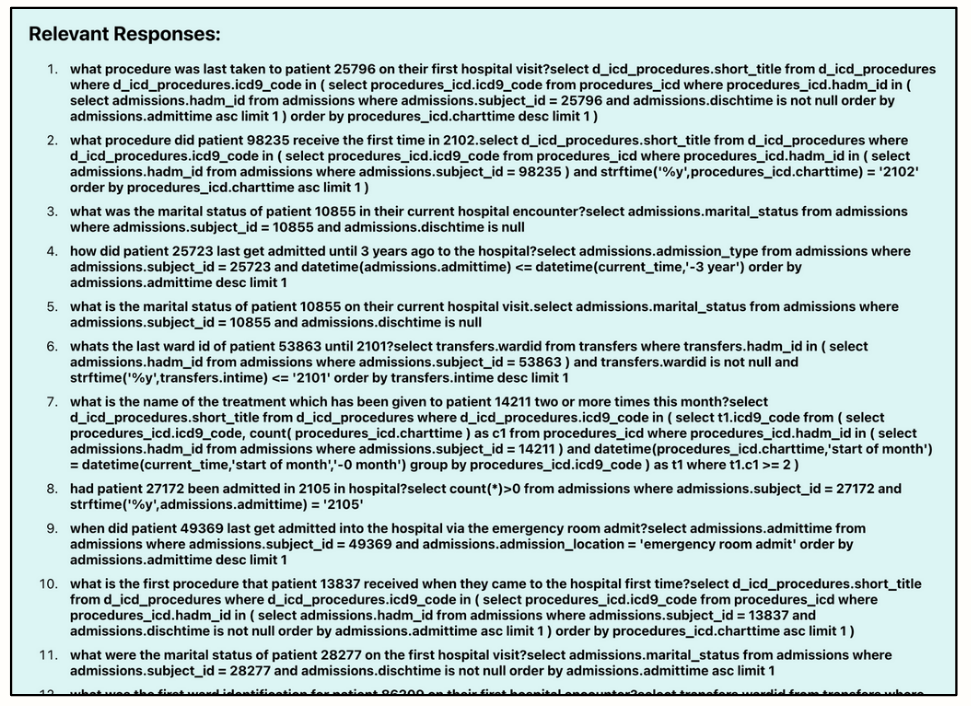 Relevant Responses:
1. what procedure was last taken to patient 25796 on their first hospital visit?select d_icd_procedures.short_title from d_icd_procedures
where d_icd_procedures.icd9_code in ( select procedures_icd.icd9_code from procedures_icd where procedures_icd.hadm_id in (
select admissions.hadm_id from admissions where admissions.subject_id = 25796 and admissions.dischtime is not null order by
admissions.admittime asc limit 1 ) order by procedures_icd.charttime desc limit 1 )
2. what procedure did patient 98235 receive the first time in 2102.select d_icd_procedures.short_title from d_icd_procedures where
d_icd_procedures.icd9_code in ( select procedures_icd.icd9_code from procedures_icd where procedures_icd.hadm_id in ( select
admissions.hadm_id from admissions where admissions.subject_id = 98235 ) and strftime('%y',procedures_icd.charttime) = '2102'
order by procedures_icd.charttime asc limit 1 )
3. what was the marital status of patient 10855 in their current hospital encounter?select admissions.marital_status from admissions
where admissions.subject_id = 10855 and admissions.dischtime is null
4. how did patient 25723 last get admitted until 3 years ago to the hospital?select admissions.admission_type from admissions where
admissions.subject_id = 25723 and datetime(admissions.admittime) <= datetime(current_time,'-3 year') order by
admissions.admittime desc limit 1
5. what is the marital status of patient 10855 on their current hospital visit.select admissions.marital_status from admissions where
admissions.subject_id = 10855 and admissions.dischtime is null
6. whats the last ward id of patient 53863 until 2101?select transfers.wardid from transfers where transfers.hadm_id in ( select
admissions.hadm_id from admissions where admissions.subject_id = 53863 ) and transfers.wardid is not null and
strftime('%y',transfers.intime) <= '2101' order by transfers.intime desc limit 1
7. what is the name of the treatment which has been given to patient 14211 two or more times this month?select
d_icd_procedures.short_title from d_icd_procedures where d_icd_procedures.icd9_code in ( select t1.icd9_code from ( select
procedures_icd.icd9_code, count( procedures_icd.charttime ) as c1 from procedures_icd where procedures_icd.hadm_id in ( select
admissions.hadm_id from admissions where admissions.subject_id = 14211 ) and datetime(procedures_icd.charttime,'start of month')
= datetime(current_time,'start of month','-0 month') group by procedures_icd.icd9_code ) as t1 where t1.c1 >= 2 )
8. had patient 27172 been admitted in 2105 in hospital?select count(*)>0 from admissions where admissions.subject_id = 27172 and
strftime('%y',admissions.admittime) = '2105'
9. when did patient 49369 last get admitted into the hospital via the emergency room admit?select admissions.admittime from
admissions where admissions.subject_id = 49369 and admissions.admission_location = 'emergency room admit' order by
admissions.admittime desc limit 1
10. what is the first procedure that patient 13837 received when they came to the hospital first time?select d_icd_procedures.short_title
from d_icd_procedures where d_icd_procedures.icd9_code in ( select procedures_icd.icd9_code from procedures_icd where
procedures_icd.hadm_id in ( select admissions.hadm_id from admissions where admissions.subject_id = 13837 and
admissions.dischtime is not null order by admissions.admittime asc limit 1 ) order by procedures_icd.charttime asc limit 1 )
11. what were the marital status of patient 28277 on the first hospital visit?select admissions.marital_status from admissions where
admissions.subject_id = 28277 and admissions.dischtime is not null order by admissions.admittime asc limit 1